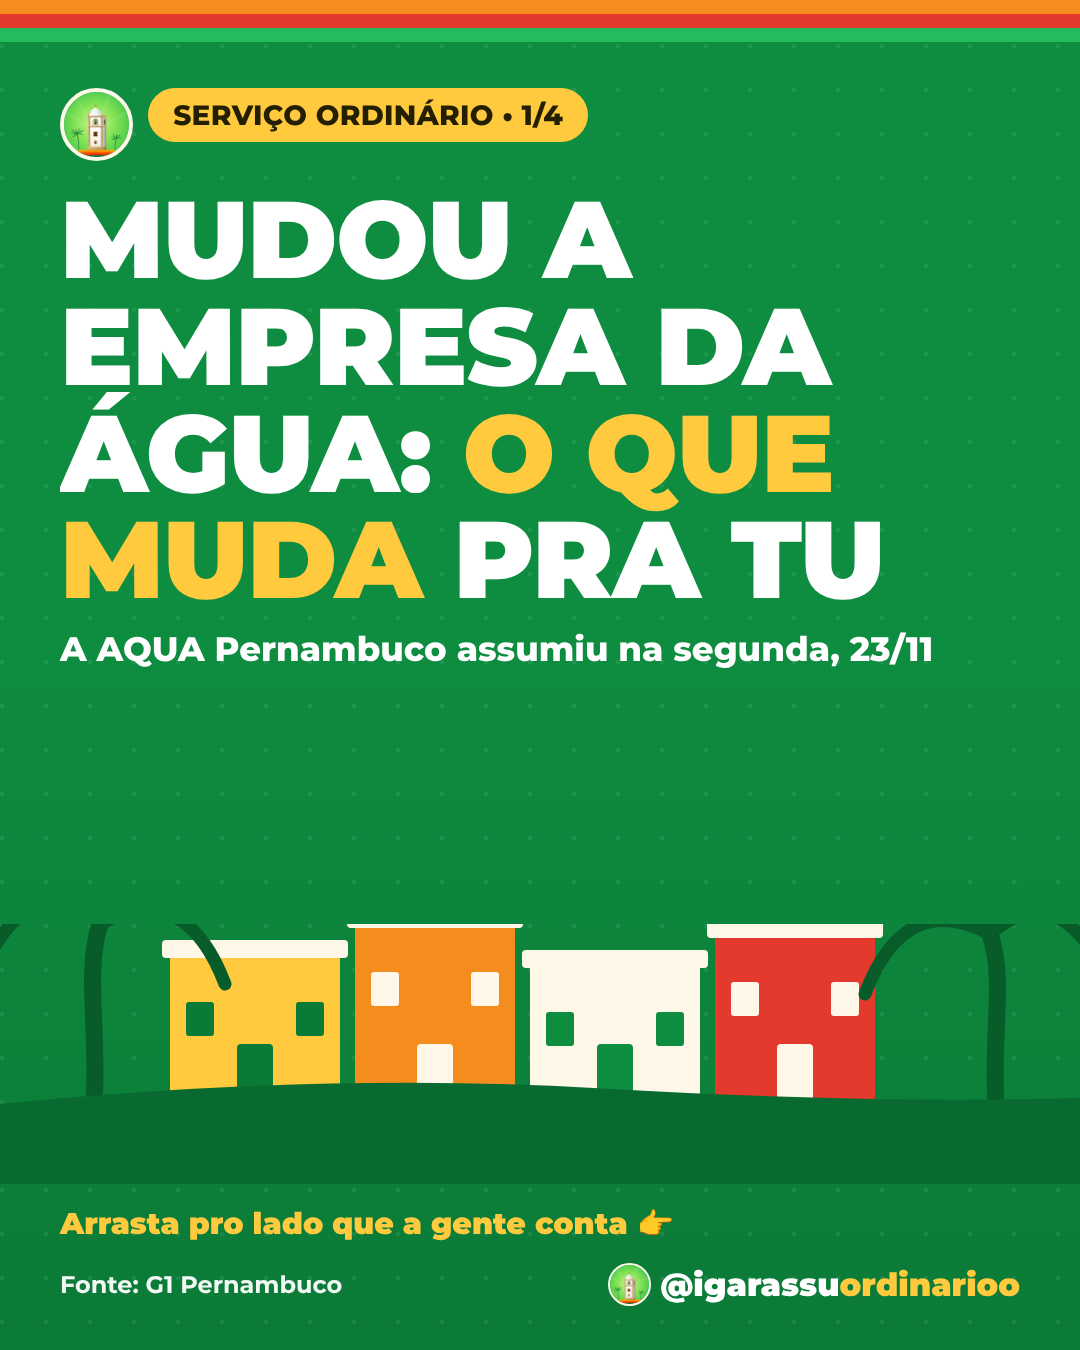 SERVIÇO ORDINÁRIO • 1/4
MUDOU A
EMPRESA DA
ÁGUA: O QUE
MUDA PRA TU
A AQUA Pernambuco assumiu na segunda, 23/11
Arrasta pro lado que a gente conta 👉
Fonte: G1 Pernambuco
@igarassuordinarioo